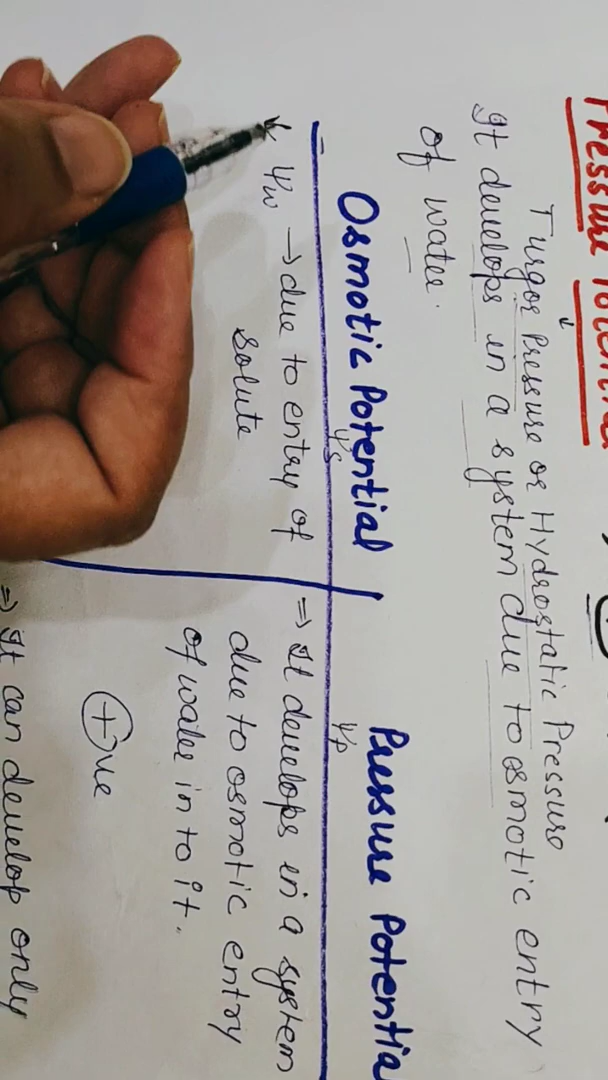 Pressure Potential
Turgor Pressure or Hydrostatic Pressure
↓
It develops in a system due to osmotic entry
of water.
Osmotic Potential
Ψs
Pressure Potential
Ψp
↓ Ψw → due to entry of
solute
⇒ It develops in a system
due to osmotic entry
of water in to it.
+ve
⇒ It can develop only